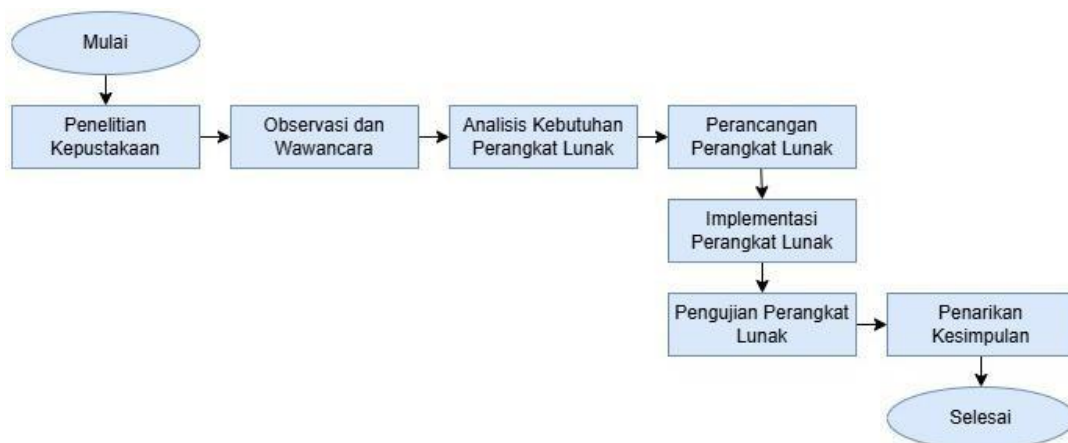 Mulai
Penelitian
Kepustakaan
Observasi dan
Wawancara
Analisis Kebutuhan
Perangkat Lunak
Perancangan
Perangkat Lunak
Implementasi
Perangkat Lunak
Pengujian Perangkat
Lunak
Penarikan
Kesimpulan
Selesai